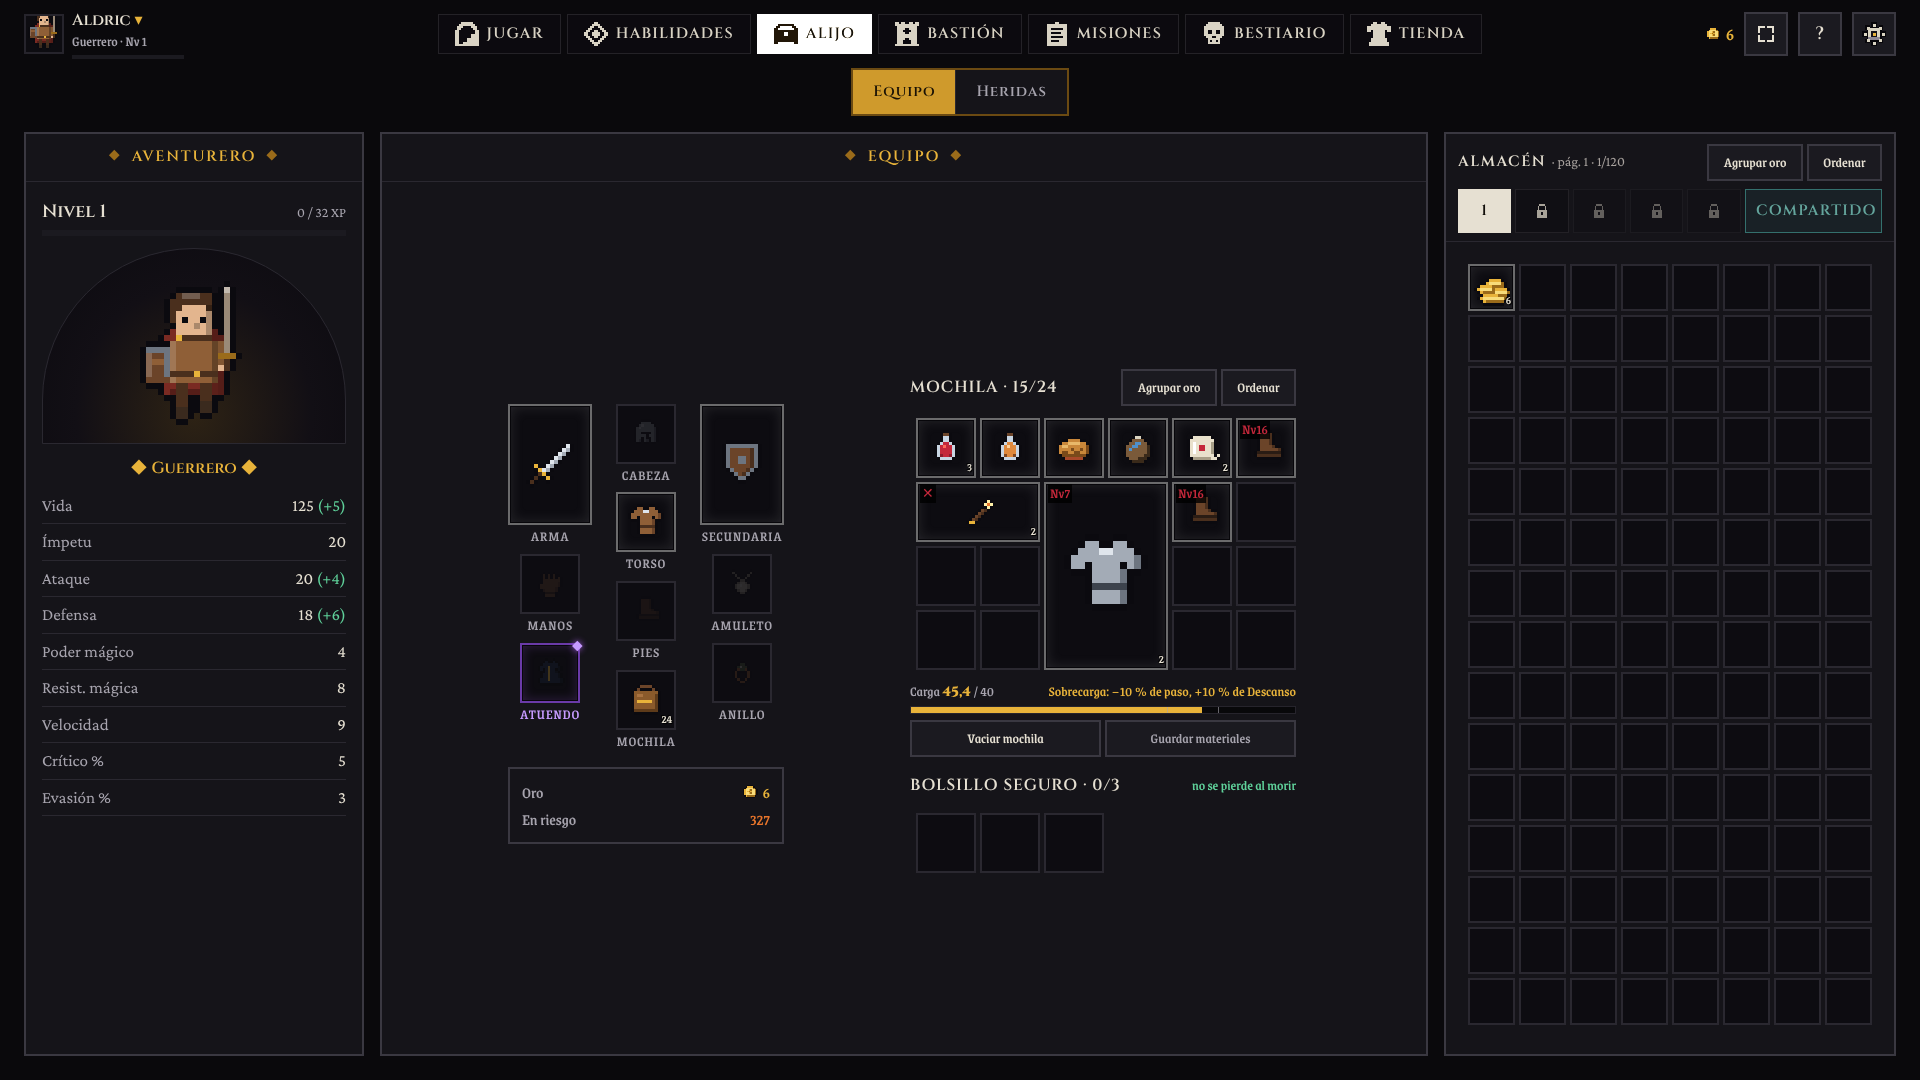 ALDRIC ▼
Guerrero · Nv 1
JUGAR
HABILIDADES
ALIJO
BASTIÓN
MISIONES
BESTIARIO
TIENDA
6
?
EQUIPO
HERIDAS
AVENTURERO
NIVEL 1
0 / 32 XP
GUERRERO
Vida 125 (+5)
Ímpetu 20
Ataque 20 (+4)
Defensa 18 (+6)
Poder mágico 4
Resist. mágica 8
Velocidad 9
Crítico % 5
Evasión % 3
EQUIPO
ARMA
CABEZA
SECUNDARIA
TORSO
MANOS
AMULETO
PIES
ATUENDO
24
ANILLO
MOCHILA
Oro 6
En riesgo 327
MOCHILA · 15/24
Agrupar oro
Ordenar
3
2
Nv16
✕
2
Nv7
2
Nv16
Carga 45,4 / 40
Sobrecarga: −10 % de paso, +10 % de Descanso
Vaciar mochila
Guardar materiales
BOLSILLO SEGURO · 0/3
no se pierde al morir
ALMACÉN · pág. 1 · 1/120
Agrupar oro
Ordenar
1
COMPARTIDO
6